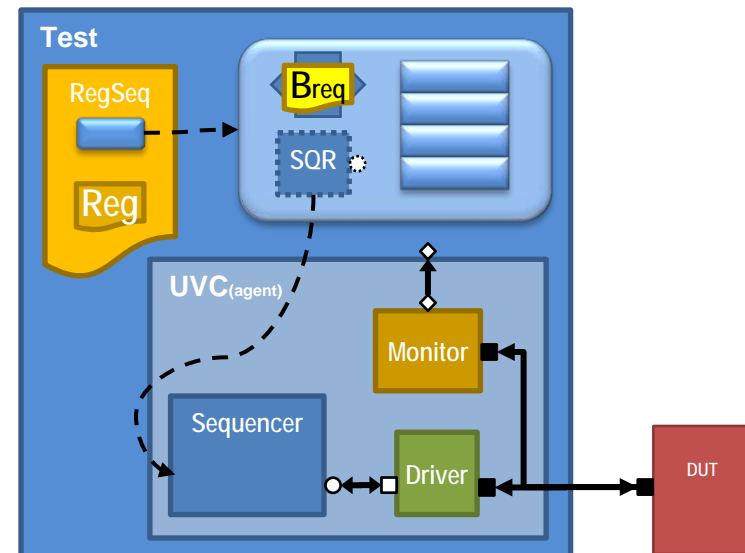 Test
RegSeq
Reg
Breq
SQR
UVC(agent)
Monitor
Sequencer
Driver
DUT